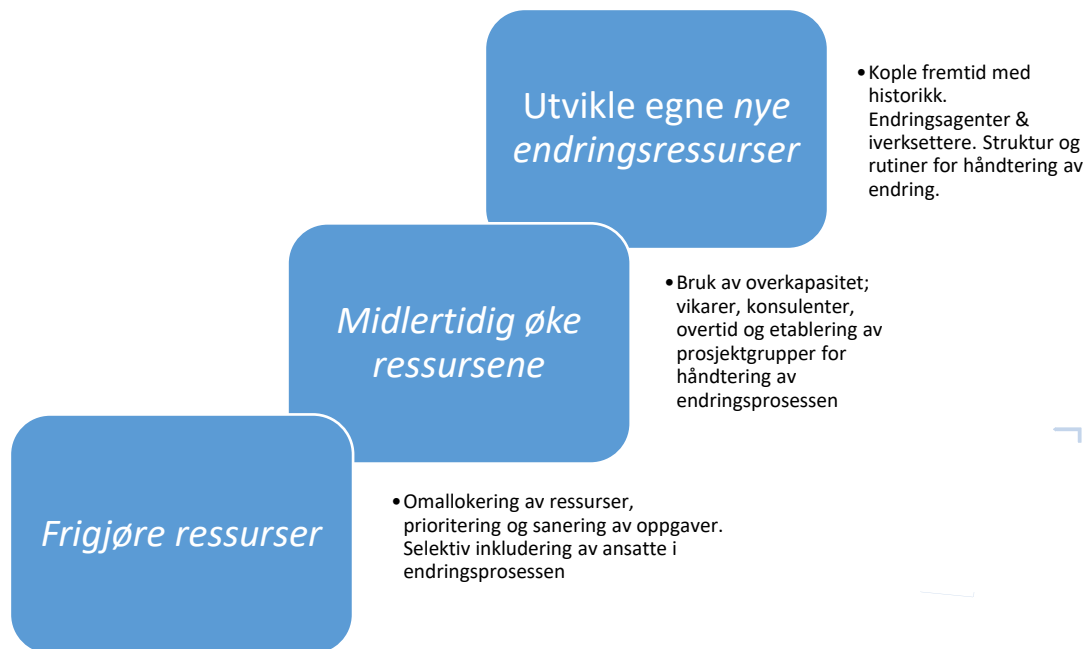 Utvikle egne nye
endringsressurser
•Kople fremtid med
historikk.
Endringsagenter &
iverksettere. Struktur og
rutiner for håndtering av
endring.
Midlertidig øke
ressursene
•Bruk av overkapasitet;
vikarer, konsulenter,
overtid og etablering av
prosjektgrupper for
håndtering av
endringsprosessen
Frigjøre ressurser
•Omallokering av ressurser,
prioritering og sanering av oppgaver.
Selektiv inkludering av ansatte i
endringsprosessen